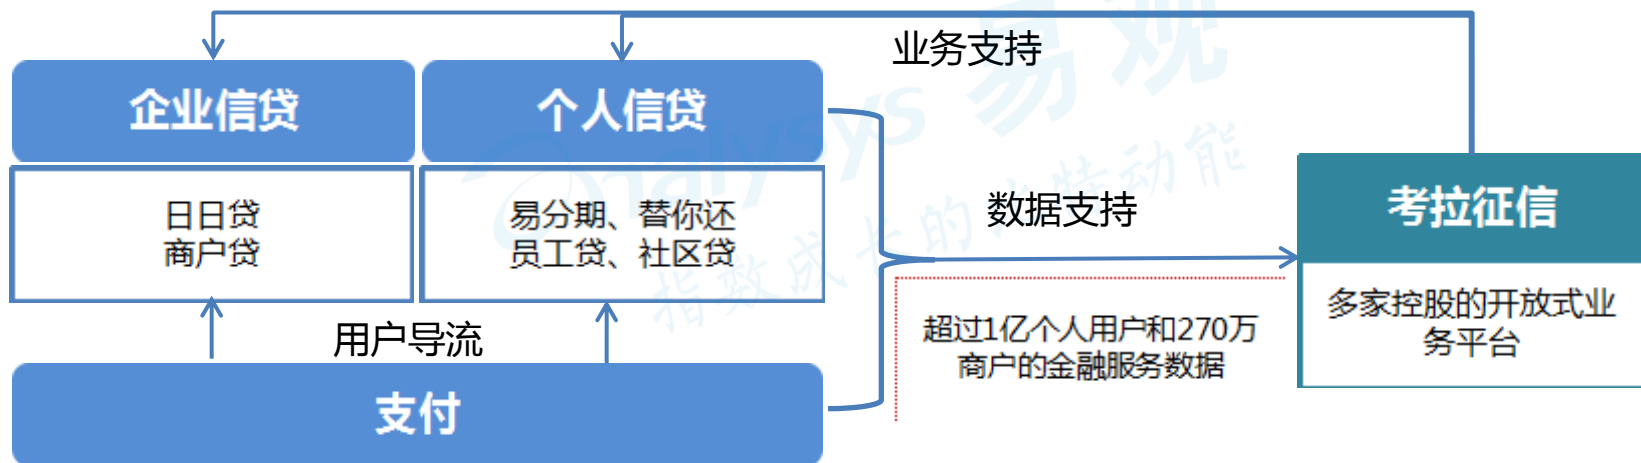 业务支持
企业信贷
个人信贷
日日贷
商户贷
易分期、替你还
员工贷、社区贷
数据支持
考拉征信
多家控股的开放式业
务平台
用户导流
超过1亿个人用户和270万
商户的金融服务数据
支付
nalysys 易观